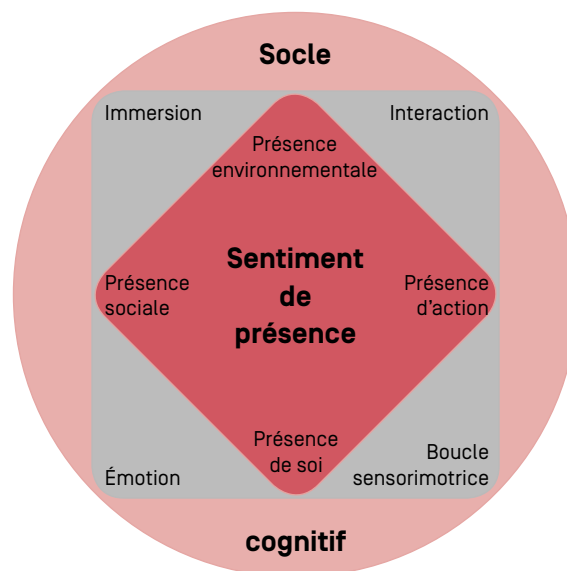 Socle
Immersion
Interaction
Présence
environnementale
Sentiment
de
présence
Présence
sociale
Présence
d'action
Présence
de soi
Émotion
Boucle
sensorimotrice
cognitif